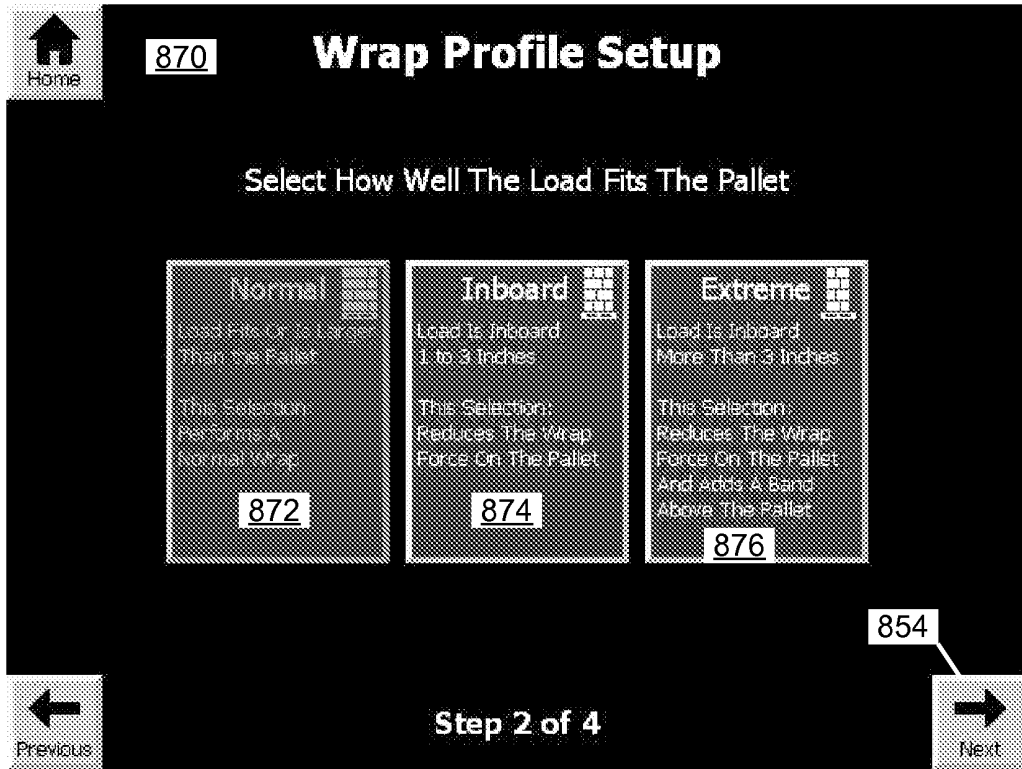 Home
870
Wrap Profile Setup
Select How Well The Load Fits The Pallet
Normal
Load Fits Or Is Larger
Than the Pallet
This Selection:
Performs A
Normal Wrap
872
Inboard
Load Is Inboard
1 to 3 Inches
This Selection:
Reduces The Wrap
Force On The Pallet
874
Extreme
Load Is Inboard
More Than 3 Inches
This Selection:
Reduces The Wrap
Force On The Pallet
And Adds A Band
Above The Pallet
876
854
Previous
Step 2 of 4
Next